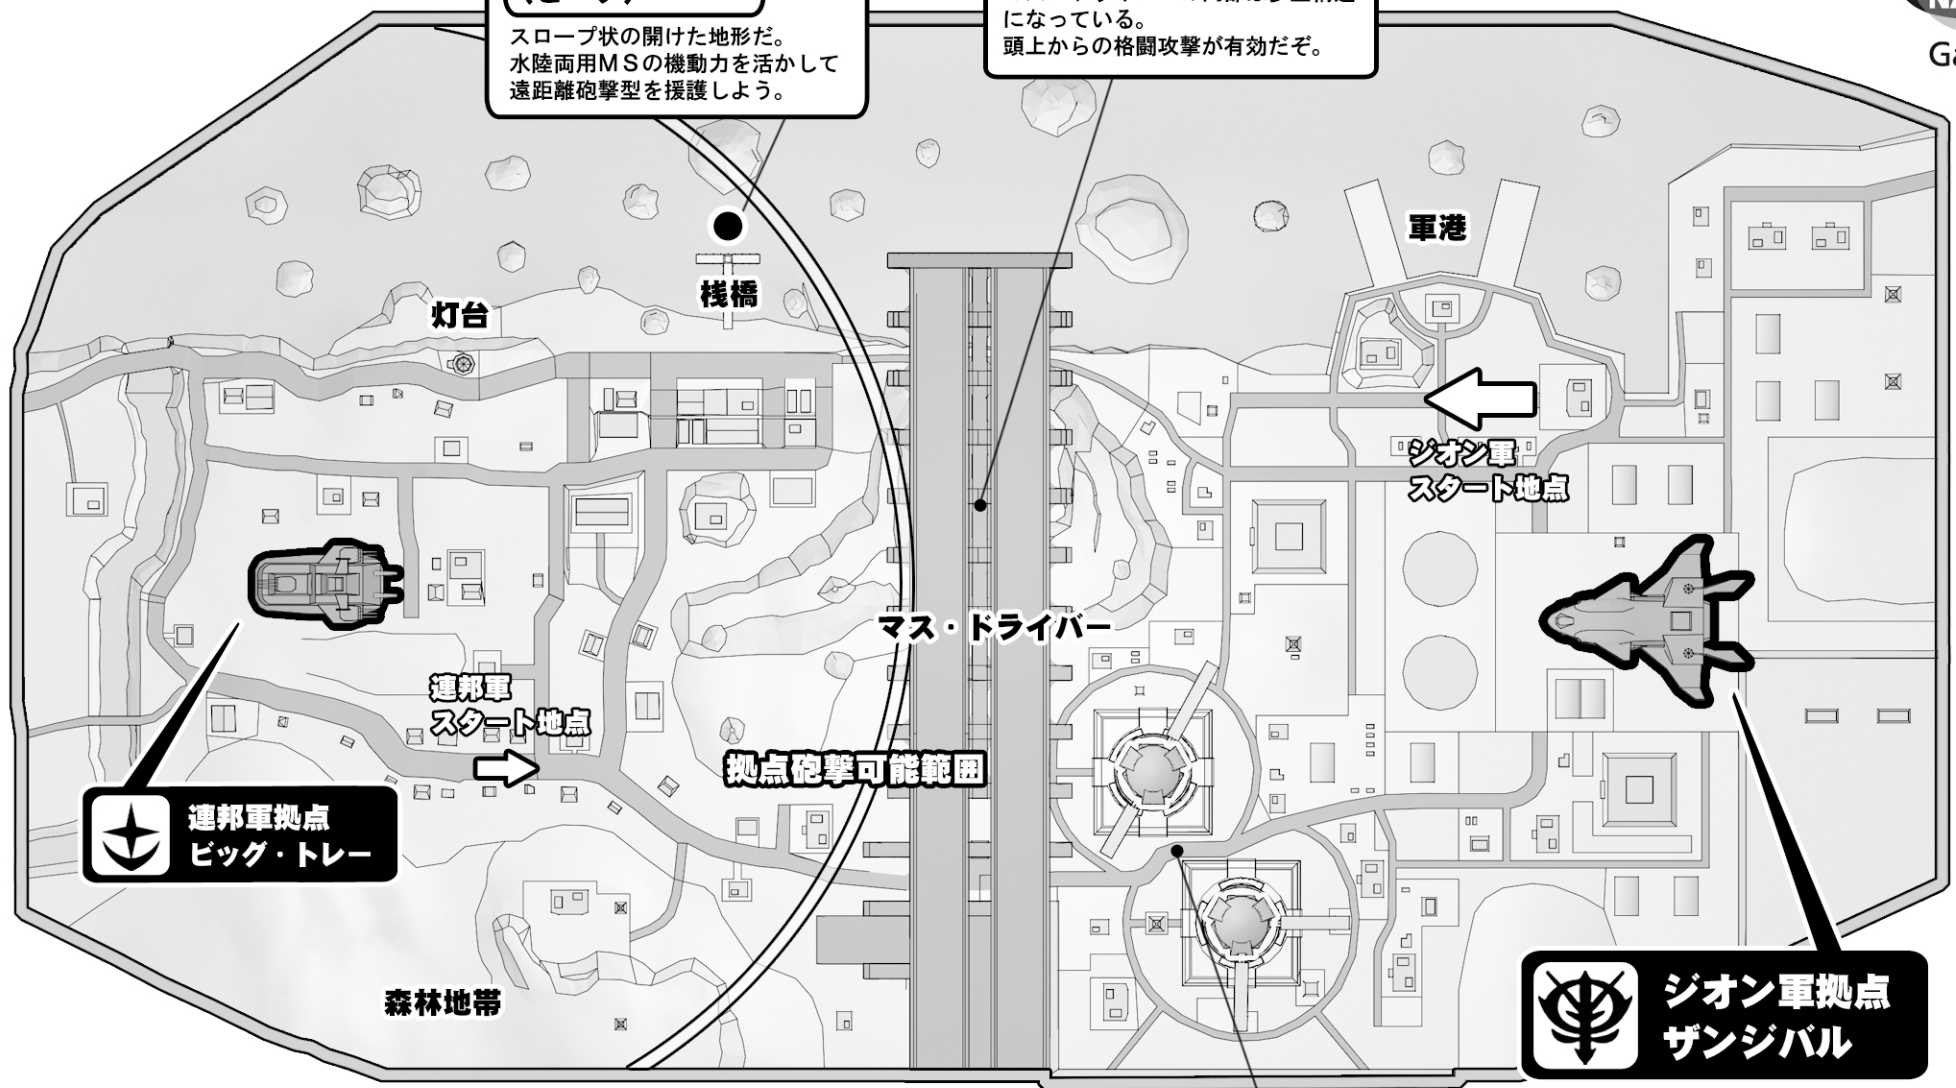 スロープ状の開けた地形だ。
水陸両用MSの機動力を活かして
遠距離砲撃型を援護しよう。
になっている。
頭上からの格闘攻撃が有効だぞ。
軍港
桟橋
灯台
ジオン軍
スタート地点
マス・ドライバー
連邦軍
スタート地点
拠点砲撃可能範囲
連邦軍拠点
ビッグ・トレー
森林地帯
ジオン軍拠点
ザンジバル